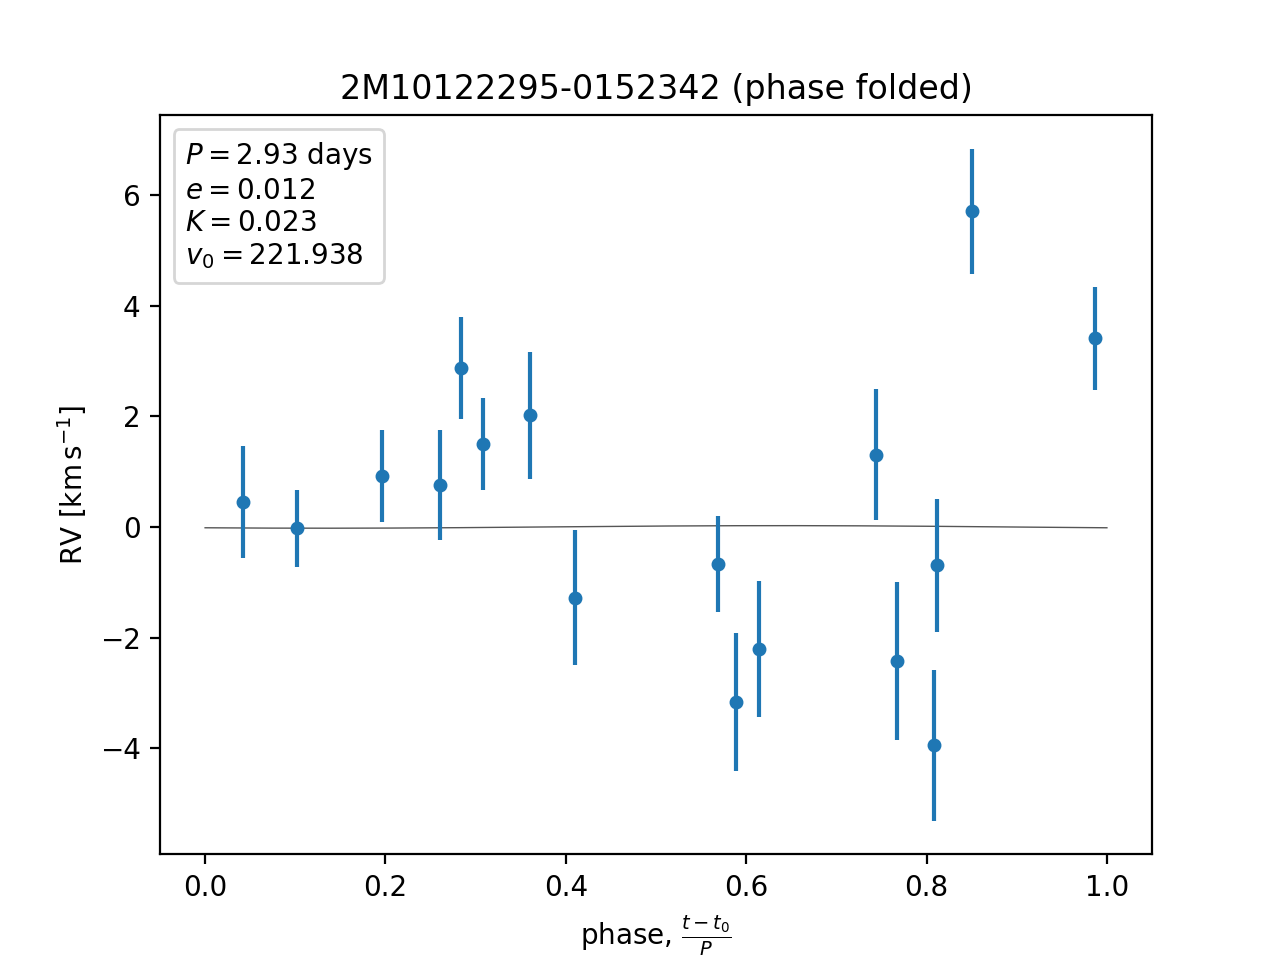 2M10122295-0152342 (phase folded)
P = 2.93 days
e = 0.012
K = 0.023
v₀ = 221.938
RV [km s⁻¹]
6
4
2
0
−2
−4
0.0 0.2 0.4 0.6 0.8 1.0
phase, (t − t₀)/P